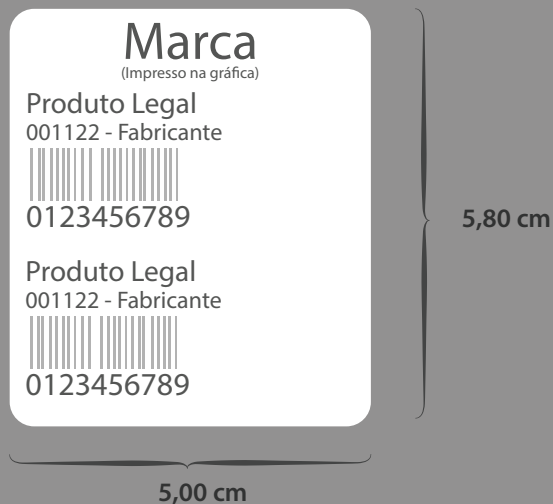 Marca
(Impresso na gráfica)
Produto Legal
001122 - Fabricante
0123456789
Produto Legal
001122 - Fabricante
0123456789
5,80 cm
5,00 cm